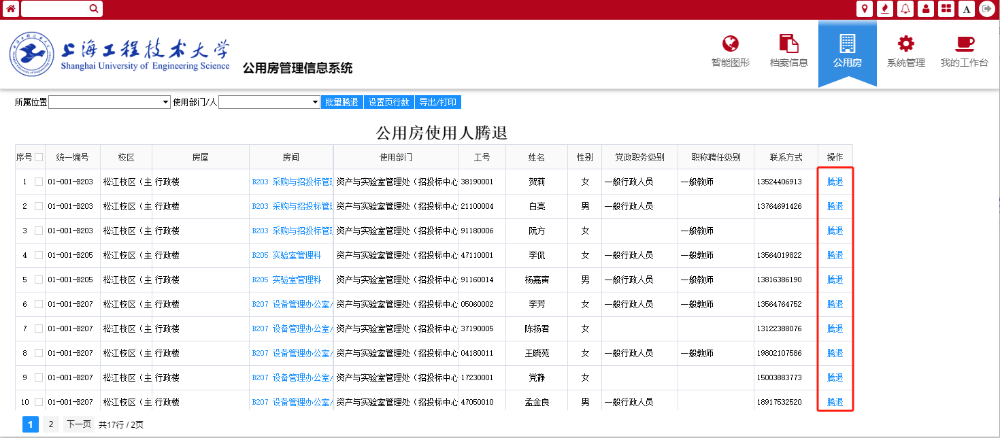 A
上海工程技术大学
Shanghai University of Engineering Science
公用房管理信息系统
智能图形 档案信息 公用房 系统管理 我的工作台
所属位置 使用部门/人 批量腾退 设置页行数 导出/打印
公用房使用人腾退
序号 统一编号 校区 房屋 房间 使用部门 工号 姓名 性别 党政职务级别 职称聘任级别 联系方式 操作
1 01-001-B203 松江校区（主 行政楼 B203 采购与招投标管理 资产与实验室管理处（招投标中心 38190001 贺莉 女 一般行政人员 一般教师 13524406913 腾退
2 01-001-B203 松江校区（主 行政楼 B203 采购与招投标管理 资产与实验室管理处（招投标中心 21100004 白亮 男 一般行政人员 13764691426 腾退
3 01-001-B203 松江校区（主 行政楼 B203 采购与招投标管理 资产与实验室管理处（招投标中心 91180006 阮方 女 一般教师 腾退
4 01-001-B205 松江校区（主 行政楼 B205 实验室管理科 资产与实验室管理处（招投标中心 47110001 李侃 女 一般行政人员 一般教师 13564019822 腾退
5 01-001-B205 松江校区（主 行政楼 B205 实验室管理科 资产与实验室管理处（招投标中心 91160014 杨嘉寅 男 一般行政人员 一般教师 13816386190 腾退
6 01-001-B207 松江校区（主 行政楼 B207 设备管理办公室/ 资产与实验室管理处（招投标中心 05060002 李芳 女 一般行政人员 一般教师 13564764752 腾退
7 01-001-B207 松江校区（主 行政楼 B207 设备管理办公室/ 资产与实验室管理处（招投标中心 37190005 陈扬君 女 13122388076 腾退
8 01-001-B207 松江校区（主 行政楼 B207 设备管理办公室/ 资产与实验室管理处（招投标中心 04180011 王晓苑 女 一般行政人员 一般教师 19802107586 腾退
9 01-001-B207 松江校区（主 行政楼 B207 设备管理办公室/ 资产与实验室管理处（招投标中心 17230001 党静 女 15003883773 腾退
10 01-001-B207 松江校区（主 行政楼 B207 设备管理办公室/ 资产与实验室管理处（招投标中心 47050010 孟金良 男 一般行政人员 18917532520 腾退
1 2 下一页 共17行 / 2页